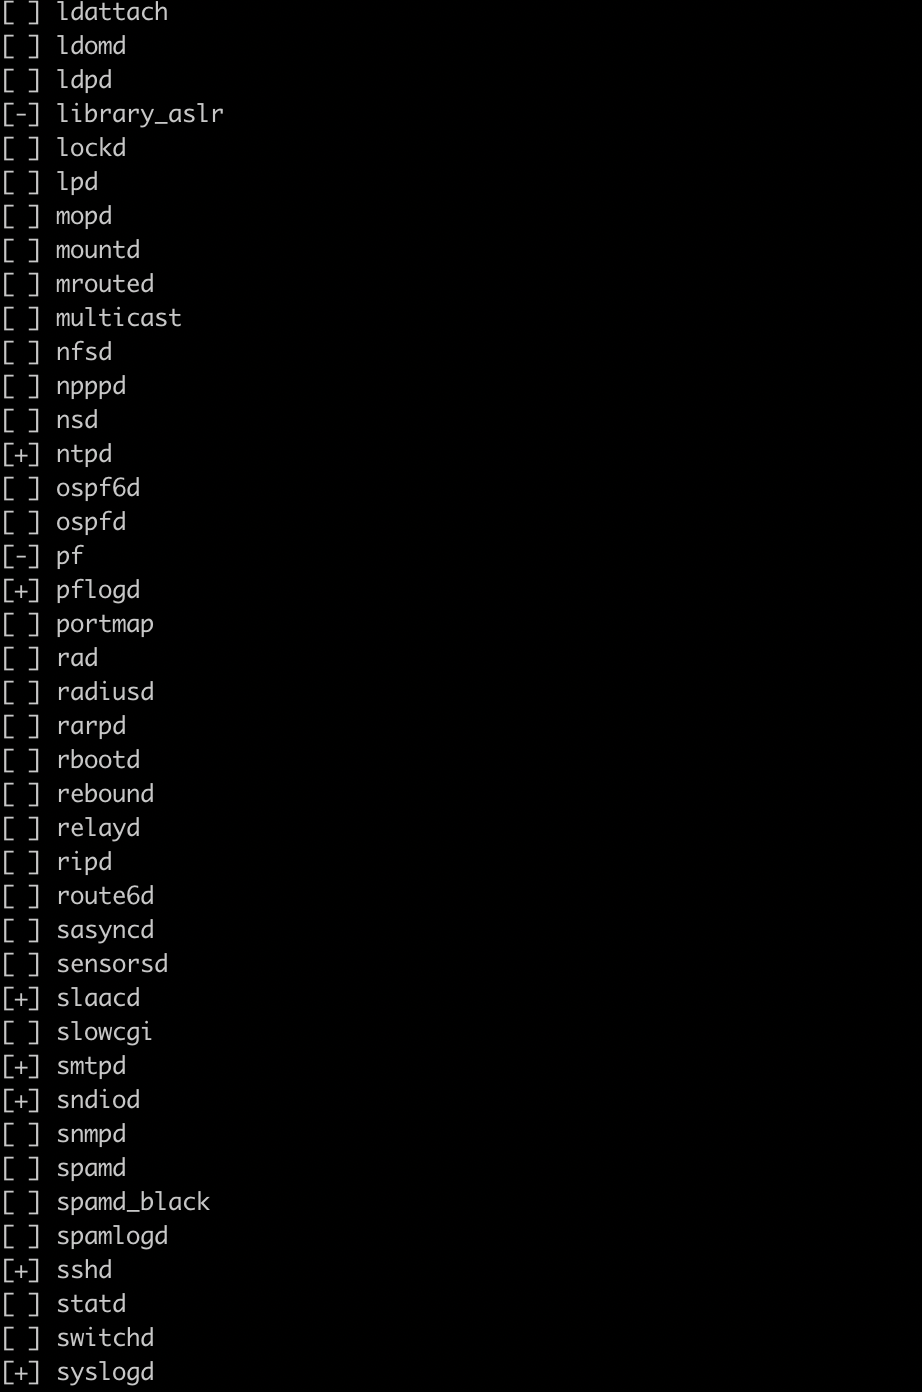 [ ] ldattach
[ ] ldomd
[ ] ldpd
[-] library_aslr
[ ] lockd
[ ] lpd
[ ] mopd
[ ] mountd
[ ] mrouted
[ ] multicast
[ ] nfsd
[ ] npppd
[ ] nsd
[+] ntpd
[ ] ospf6d
[ ] ospfd
[-] pf
[+] pflogd
[ ] portmap
[ ] rad
[ ] radiusd
[ ] rarpd
[ ] rbootd
[ ] rebound
[ ] relayd
[ ] ripd
[ ] route6d
[ ] sasyncd
[ ] sensorsd
[+] slaacd
[ ] slowcgi
[+] smtpd
[+] sndiod
[ ] snmpd
[ ] spamd
[ ] spamd_black
[ ] spamlogd
[+] sshd
[ ] statd
[ ] switchd
[+] syslogd